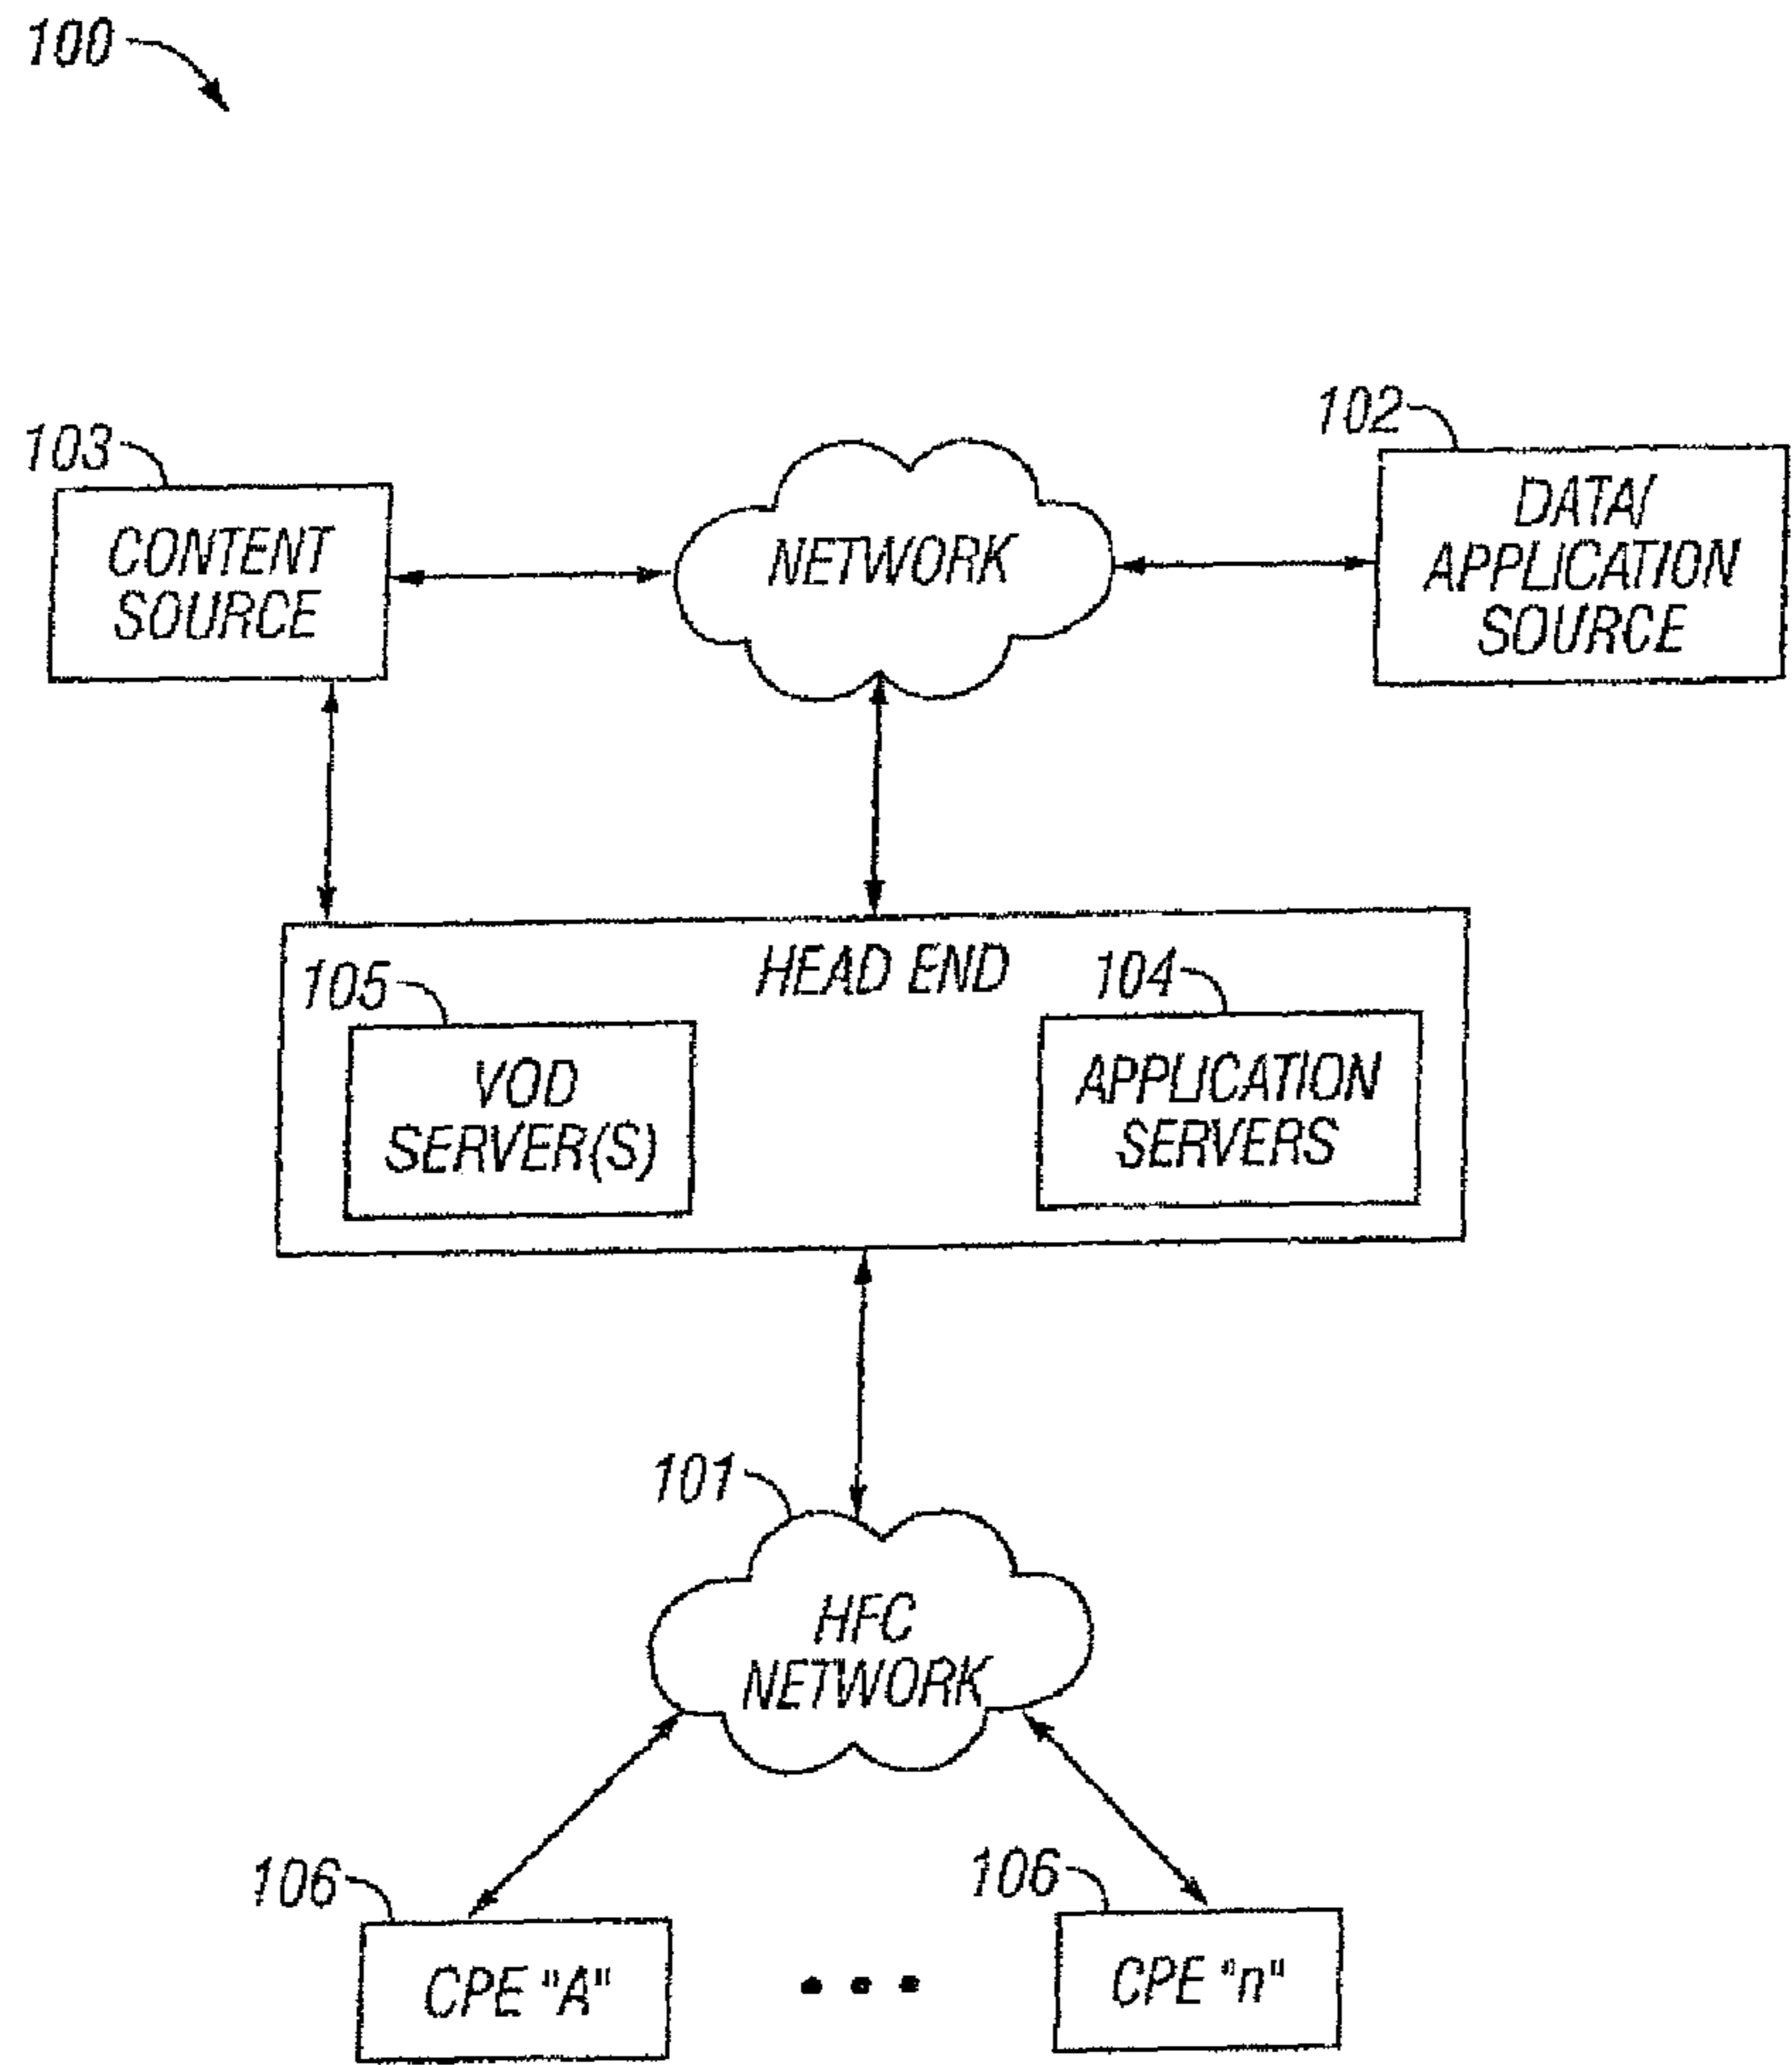 100
103
CONTENT
SOURCE
NETWORK
102
DATA/
APPLICATION
SOURCE
HEAD END
105
VOD
SERVER(S)
104
APPLICATION
SERVERS
101
HFC
NETWORK
106
CPE "A"
• • •
106
CPE "n"